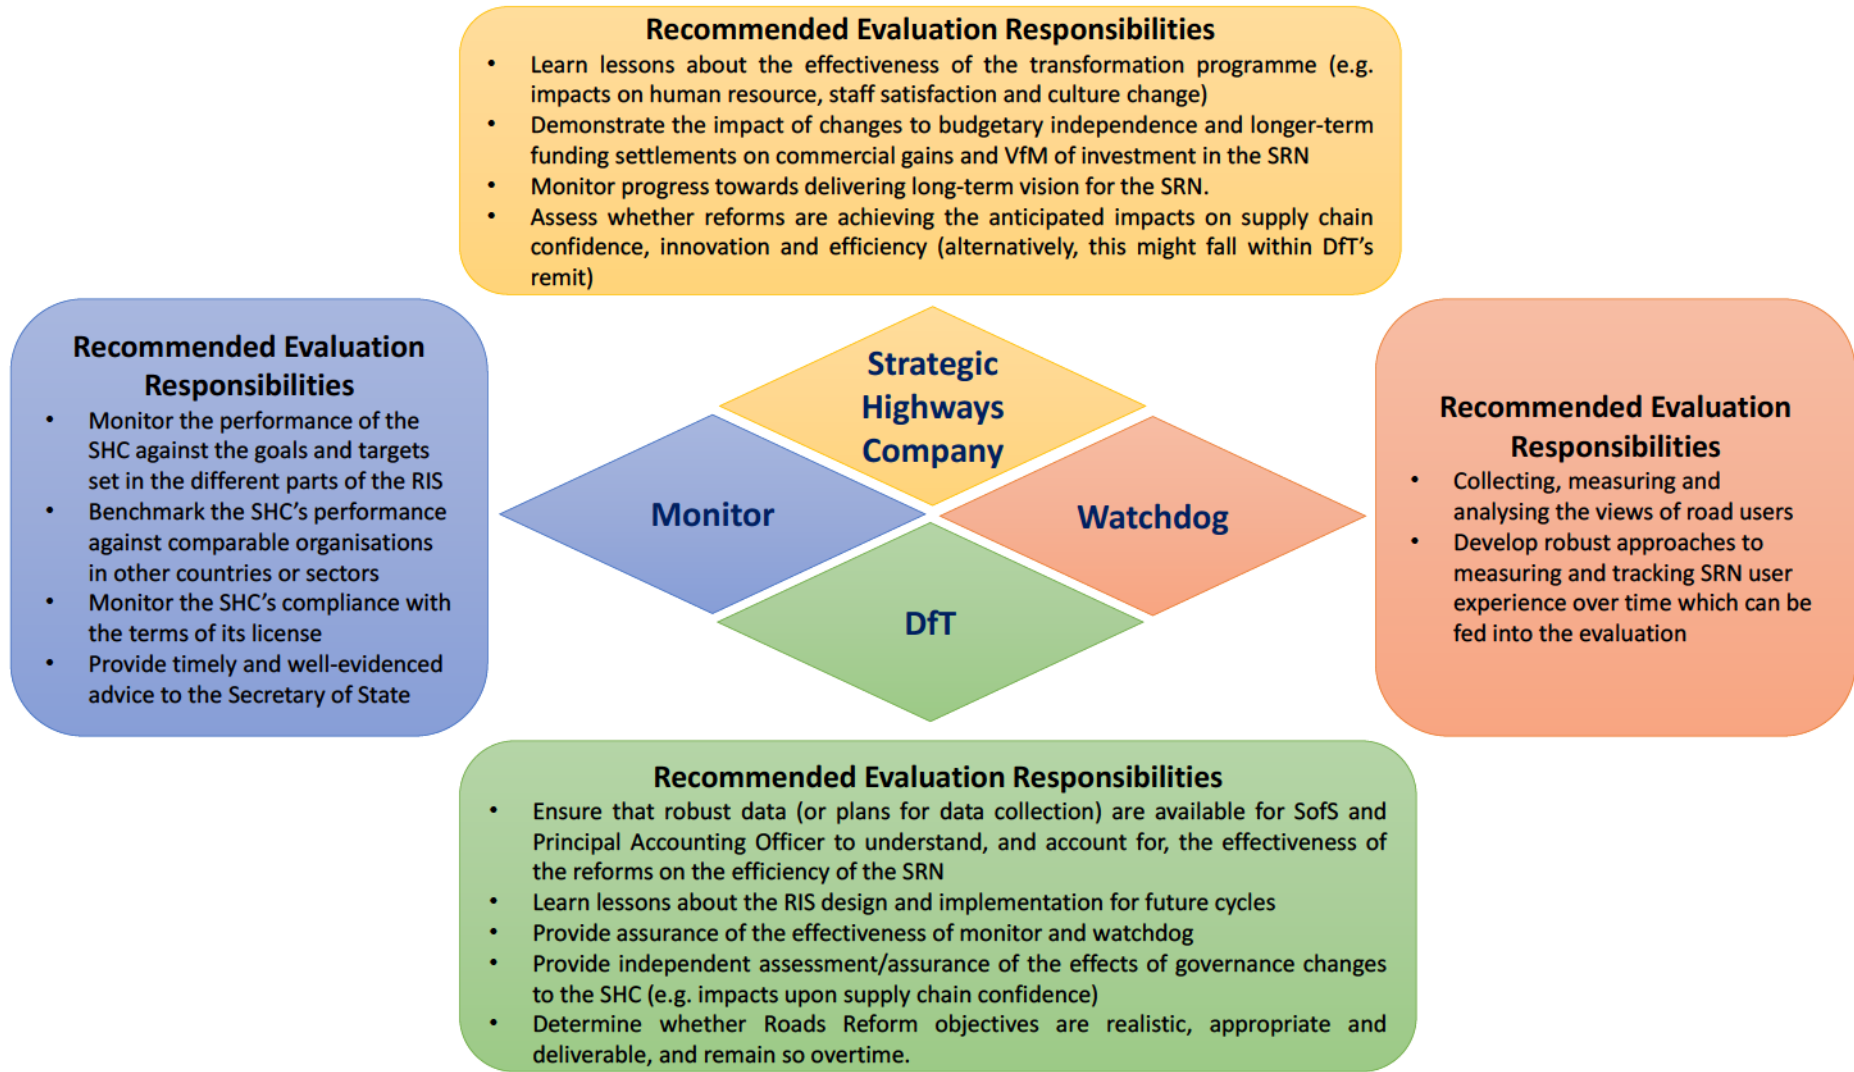 Recommended Evaluation Responsibilities
• Learn lessons about the effectiveness of the transformation programme (e.g.
impacts on human resource, staff satisfaction and culture change)
• Demonstrate the impact of changes to budgetary independence and longer-term
funding settlements on commercial gains and VfM of investment in the SRN
• Monitor progress towards delivering long-term vision for the SRN.
• Assess whether reforms are achieving the anticipated impacts on supply chain
confidence, innovation and efficiency (alternatively, this might fall within DfT's
remit)
Recommended Evaluation
Responsibilities
• Monitor the performance of the
SHC against the goals and targets
set in the different parts of the RIS
• Benchmark the SHC's performance
against comparable organisations
in other countries or sectors
• Monitor the SHC's compliance with
the terms of its license
• Provide timely and well-evidenced
advice to the Secretary of State
Strategic
Highways
Company
Monitor
Watchdog
DfT
Recommended Evaluation
Responsibilities
• Collecting, measuring and
analysing the views of road users
• Develop robust approaches to
measuring and tracking SRN user
experience over time which can be
fed into the evaluation
Recommended Evaluation Responsibilities
• Ensure that robust data (or plans for data collection) are available for SofS and
Principal Accounting Officer to understand, and account for, the effectiveness of
the reforms on the efficiency of the SRN
• Learn lessons about the RIS design and implementation for future cycles
• Provide assurance of the effectiveness of monitor and watchdog
• Provide independent assessment/assurance of the effects of governance changes
to the SHC (e.g. impacts upon supply chain confidence)
• Determine whether Roads Reform objectives are realistic, appropriate and
deliverable, and remain so overtime.